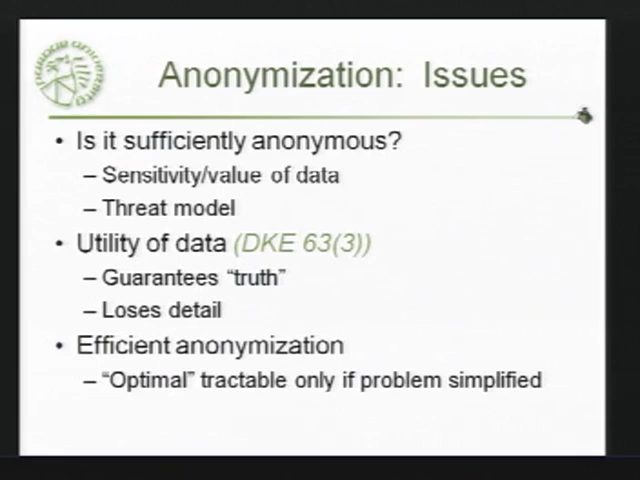 Anonymization: Issues
• Is it sufficiently anonymous?
– Sensitivity/value of data
– Threat model
• Utility of data (DKE 63(3))
– Guarantees “truth”
– Loses detail
• Efficient anonymization
– “Optimal” tractable only if problem simplified